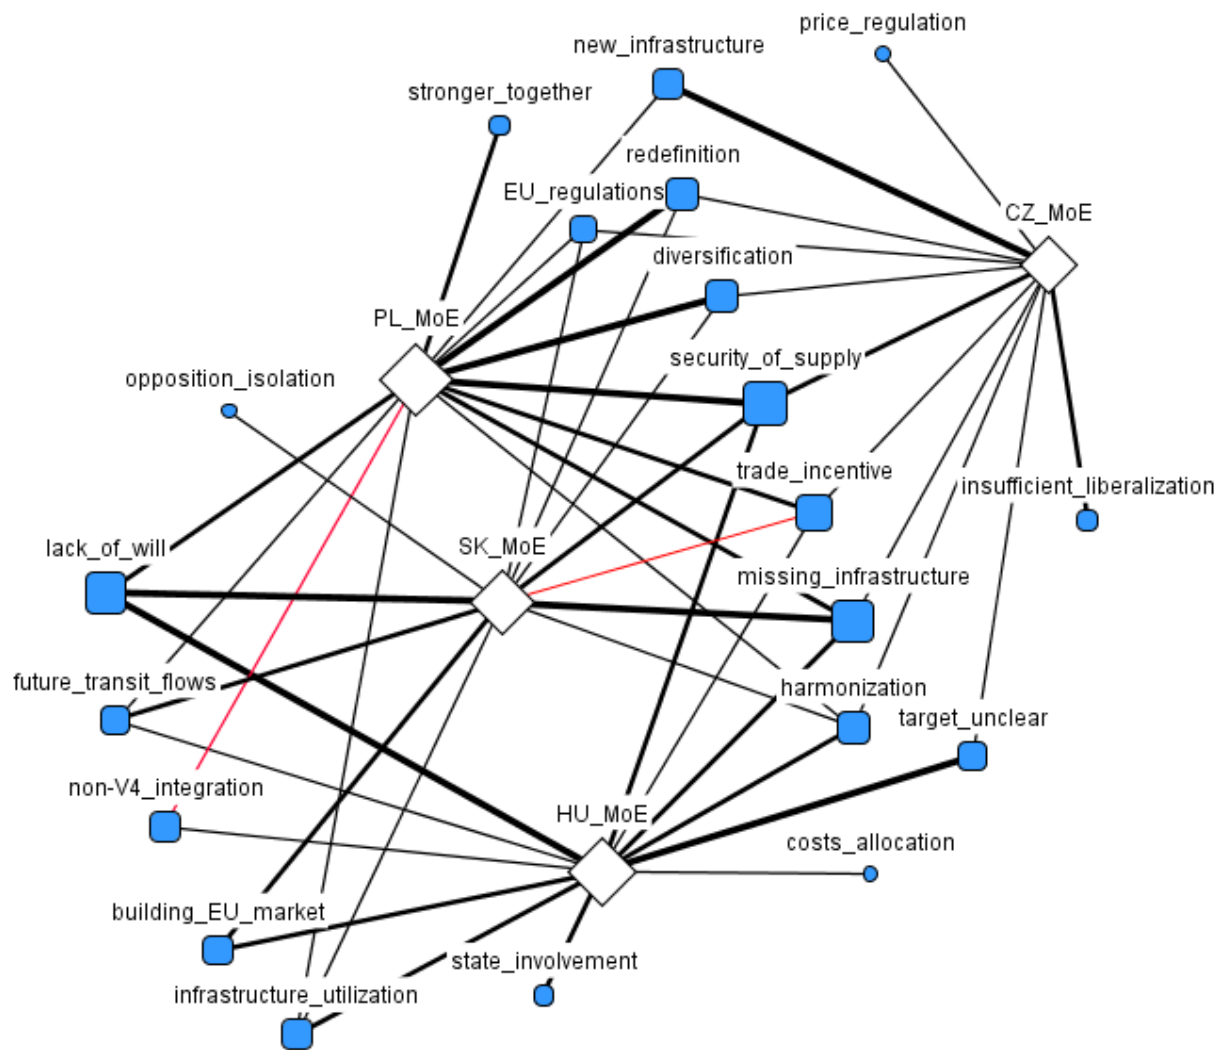 price_regulation
new_infrastructure
stronger_together
redefinition
EU_regulations
CZ_MoE
diversification
PL_MoE
security_of_supply
opposition_isolation
trade_incentive
insufficient_liberalization
lack_of_will
SK_MoE
missing_infrastructure
future_transit_flows
harmonization
target_unclear
non-V4_integration
HU_MoE
costs_allocation
building_EU_market
state_involvement
infrastructure_utilization